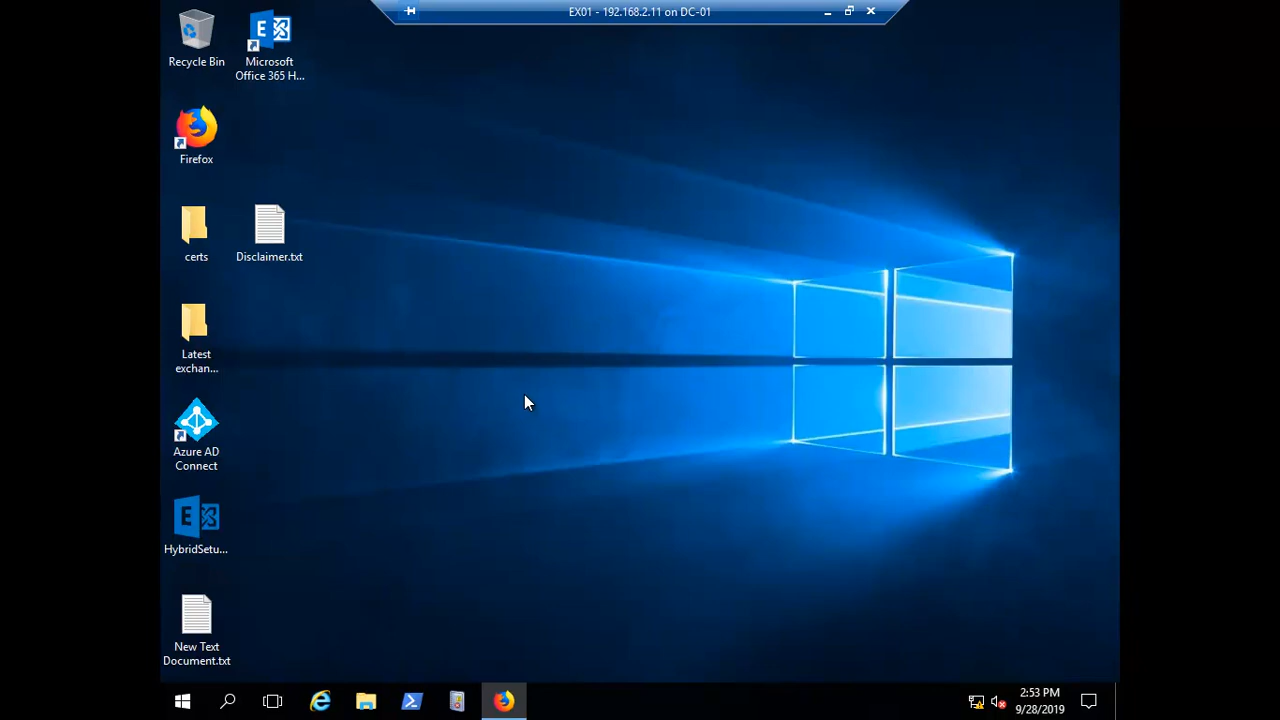 EX01 - 192.168.2.11 on DC-01
Recycle Bin
Microsoft
Office 365 H...
Firefox
certs
Disclaimer.txt
Latest
exchan...
Azure AD
Connect
HybridSetu...
New Text
Document.txt
2:53 PM
9/28/2019